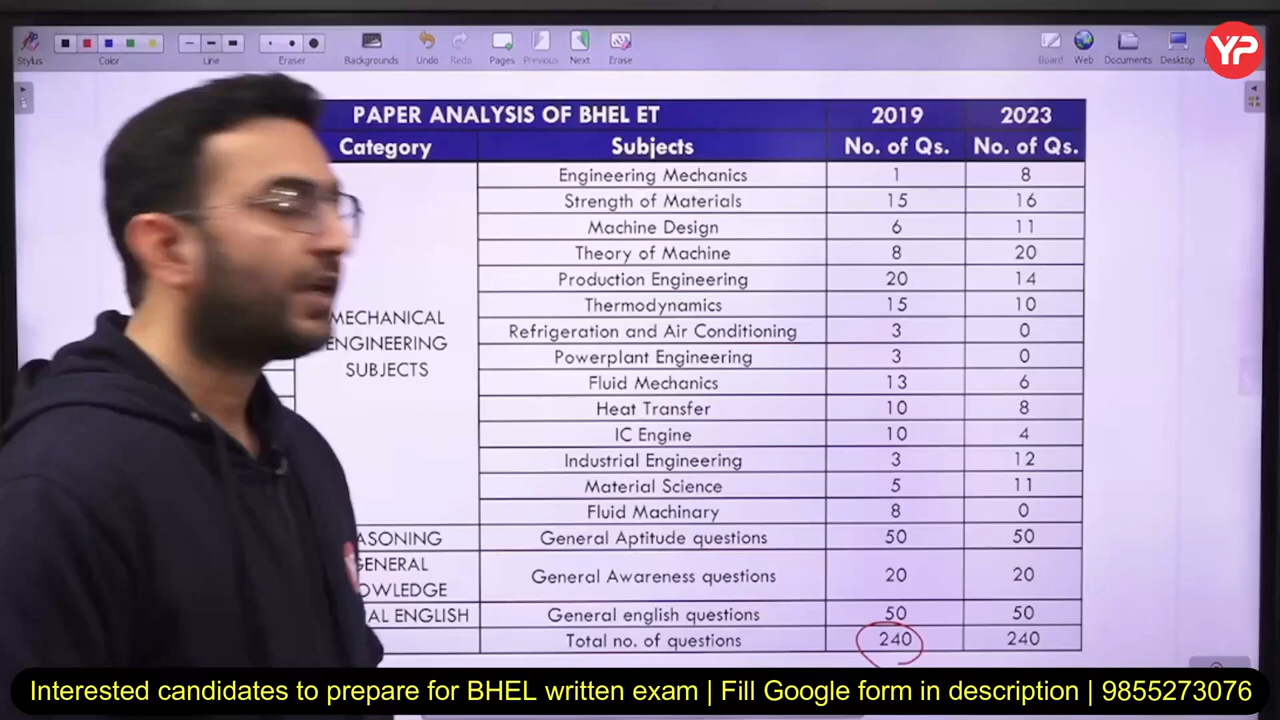 YP
Stylus Color Line Eraser Backgrounds Undo Redo Pages Previous Next Erase Board Web Documents Desktop
PAPER ANALYSIS OF BHEL ET 2019 2023
Category Subjects No. of Qs. No. of Qs.
Engineering Mechanics 1 8
Strength of Materials 15 16
Machine Design 6 11
Theory of Machine 8 20
Production Engineering 20 14
Thermodynamics 15 10
MECHANICAL
ENGINEERING
SUBJECTS
Refrigeration and Air Conditioning 3 0
Powerplant Engineering 3 0
Fluid Mechanics 13 6
Heat Transfer 10 8
IC Engine 10 4
Industrial Engineering 3 12
Material Science 5 11
Fluid Machinary 8 0
ASONING General Aptitude questions 50 50
GENERAL
OWLEDGE General Awareness questions 20 20
AL ENGLISH General english questions 50 50
Total no. of questions 240 240
Interested candidates to prepare for BHEL written exam | Fill Google form in description | 9855273076